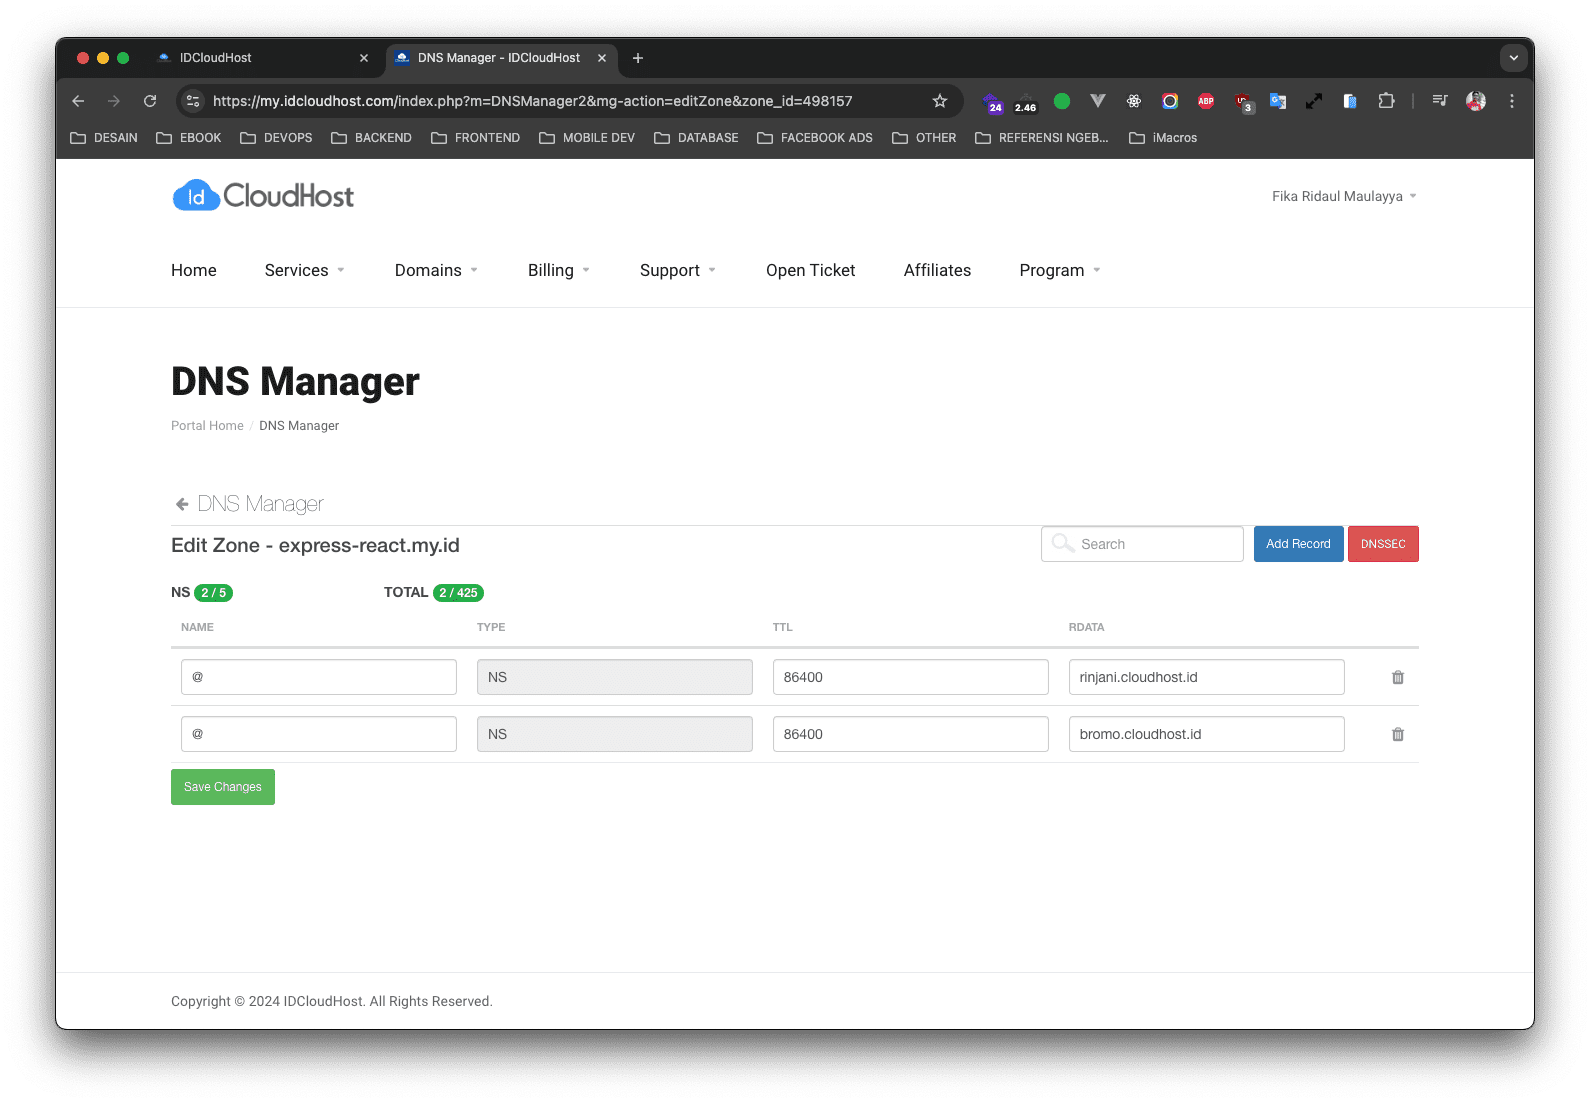 IDCloudHost
DNS Manager - IDCloudHost
https://my.idcloudhost.com/index.php?m=DNSManager2&mg-action=editZone&zone_id=498157
24
2.46
ABP
3
DESAIN
EBOOK
DEVOPS
BACKEND
FRONTEND
MOBILE DEV
DATABASE
FACEBOOK ADS
OTHER
REFERENSI NGEB...
iMacros
Id CloudHost
Fika Ridaul Maulayya
Home
Services
Domains
Billing
Support
Open Ticket
Affiliates
Program
DNS Manager
Portal Home / DNS Manager
DNS Manager
Edit Zone - express-react.my.id
Search
Add Record
DNSSEC
NS 2 / 5
TOTAL 2 / 425
NAME TYPE TTL RDATA
@ NS 86400 rinjani.cloudhost.id
@ NS 86400 bromo.cloudhost.id
Save Changes
Copyright © 2024 IDCloudHost. All Rights Reserved.